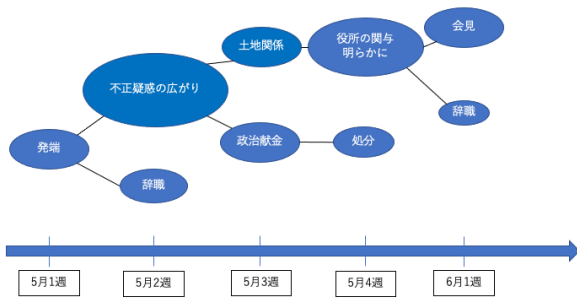 会見
役所の関与
明らかに
土地関係
不正疑惑の広がり
辞職
政治献金
処分
発端
辞職
5月1週
5月2週
5月3週
5月4週
6月1週